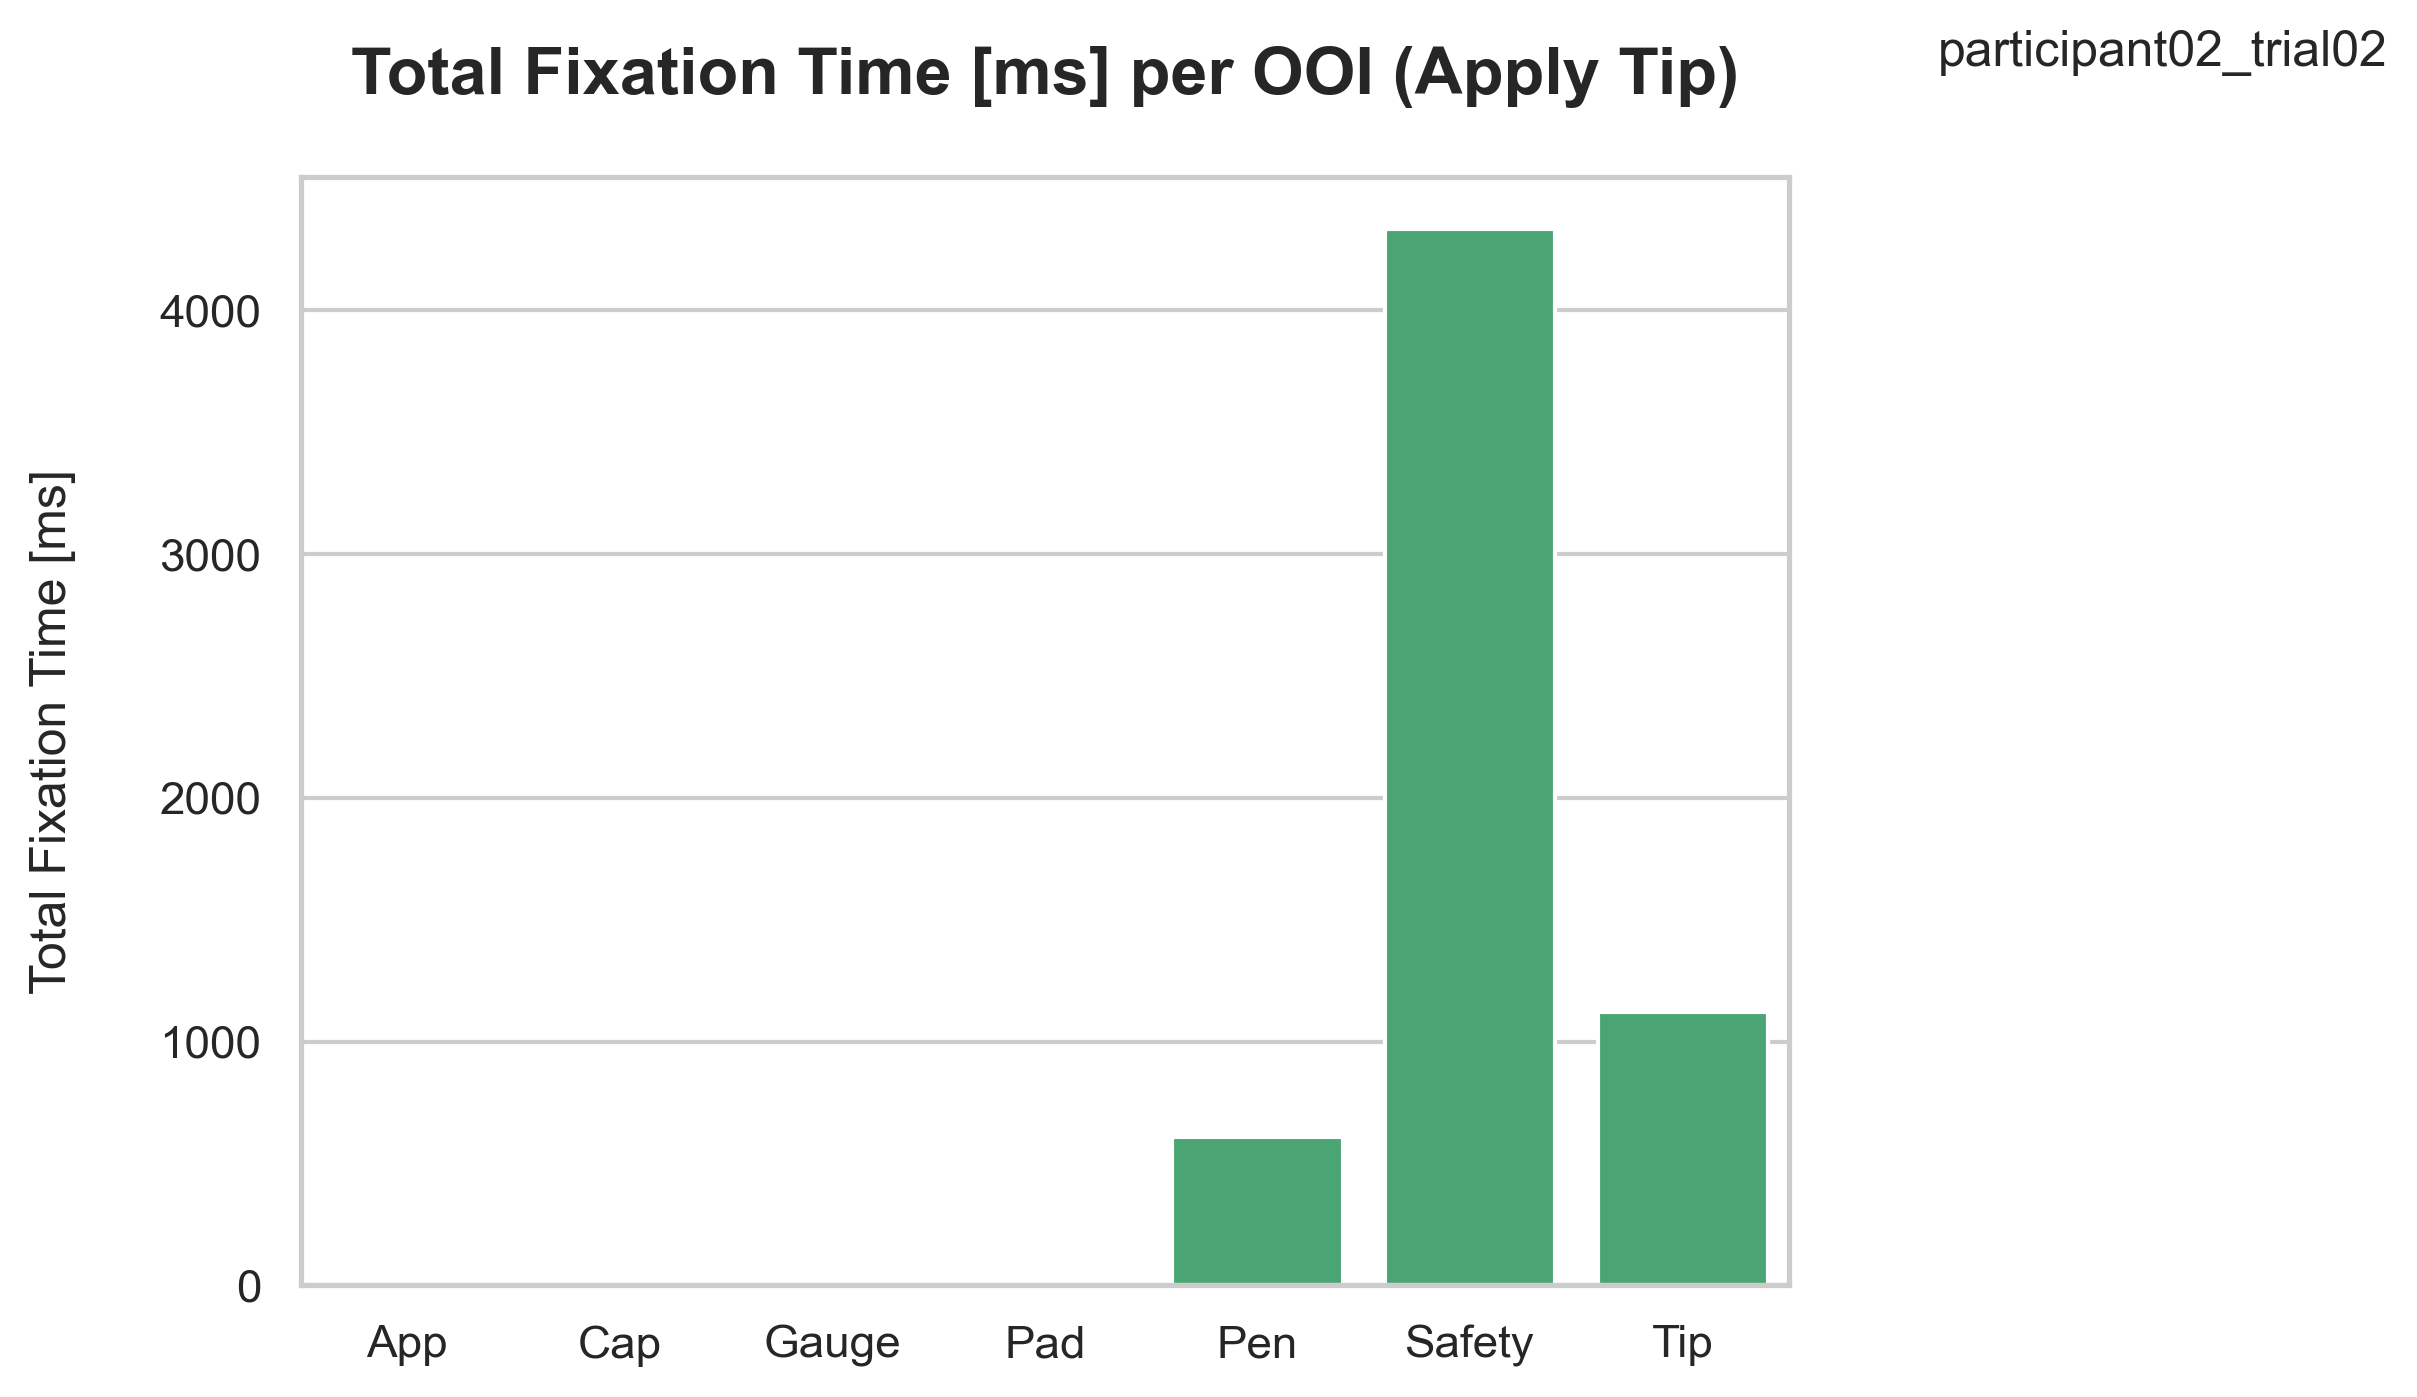 Total Fixation Time [ms] per OOI (Apply Tip)
participant02_trial02
Total Fixation Time [ms]
4000
3000
2000
1000
0
App Cap Gauge Pad Pen Safety Tip